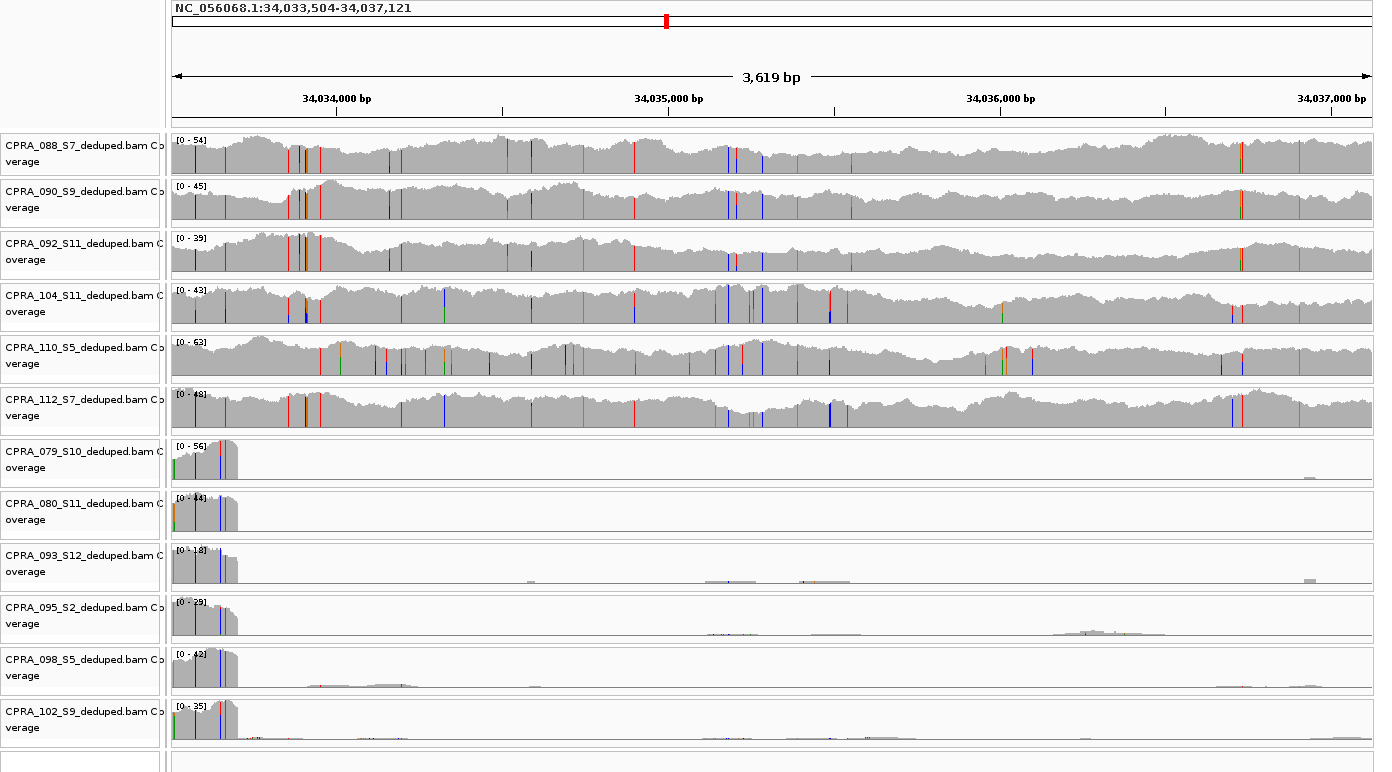 NC_056068.1:34,033,504-34,037,121
3,619 bp
34,034,000 bp
34,035,000 bp
34,036,000 bp
34,037,000 bp
CPRA_088_S7_deduped.bam Co
verage
[0 - 54]
CPRA_090_S9_deduped.bam Co
verage
[0 - 45]
CPRA_092_S11_deduped.bam C
overage
[0 - 39]
CPRA_104_S11_deduped.bam C
overage
[0 - 43]
CPRA_110_S5_deduped.bam Co
verage
[0 - 63]
CPRA_112_S7_deduped.bam Co
verage
[0 - 48]
CPRA_079_S10_deduped.bam C
overage
[0 - 56]
CPRA_080_S11_deduped.bam C
overage
[0 - 44]
CPRA_093_S12_deduped.bam C
overage
[0 - 18]
CPRA_095_S2_deduped.bam Co
verage
[0 - 29]
CPRA_098_S5_deduped.bam Co
verage
[0 - 42]
CPRA_102_S9_deduped.bam Co
verage
[0 - 35]